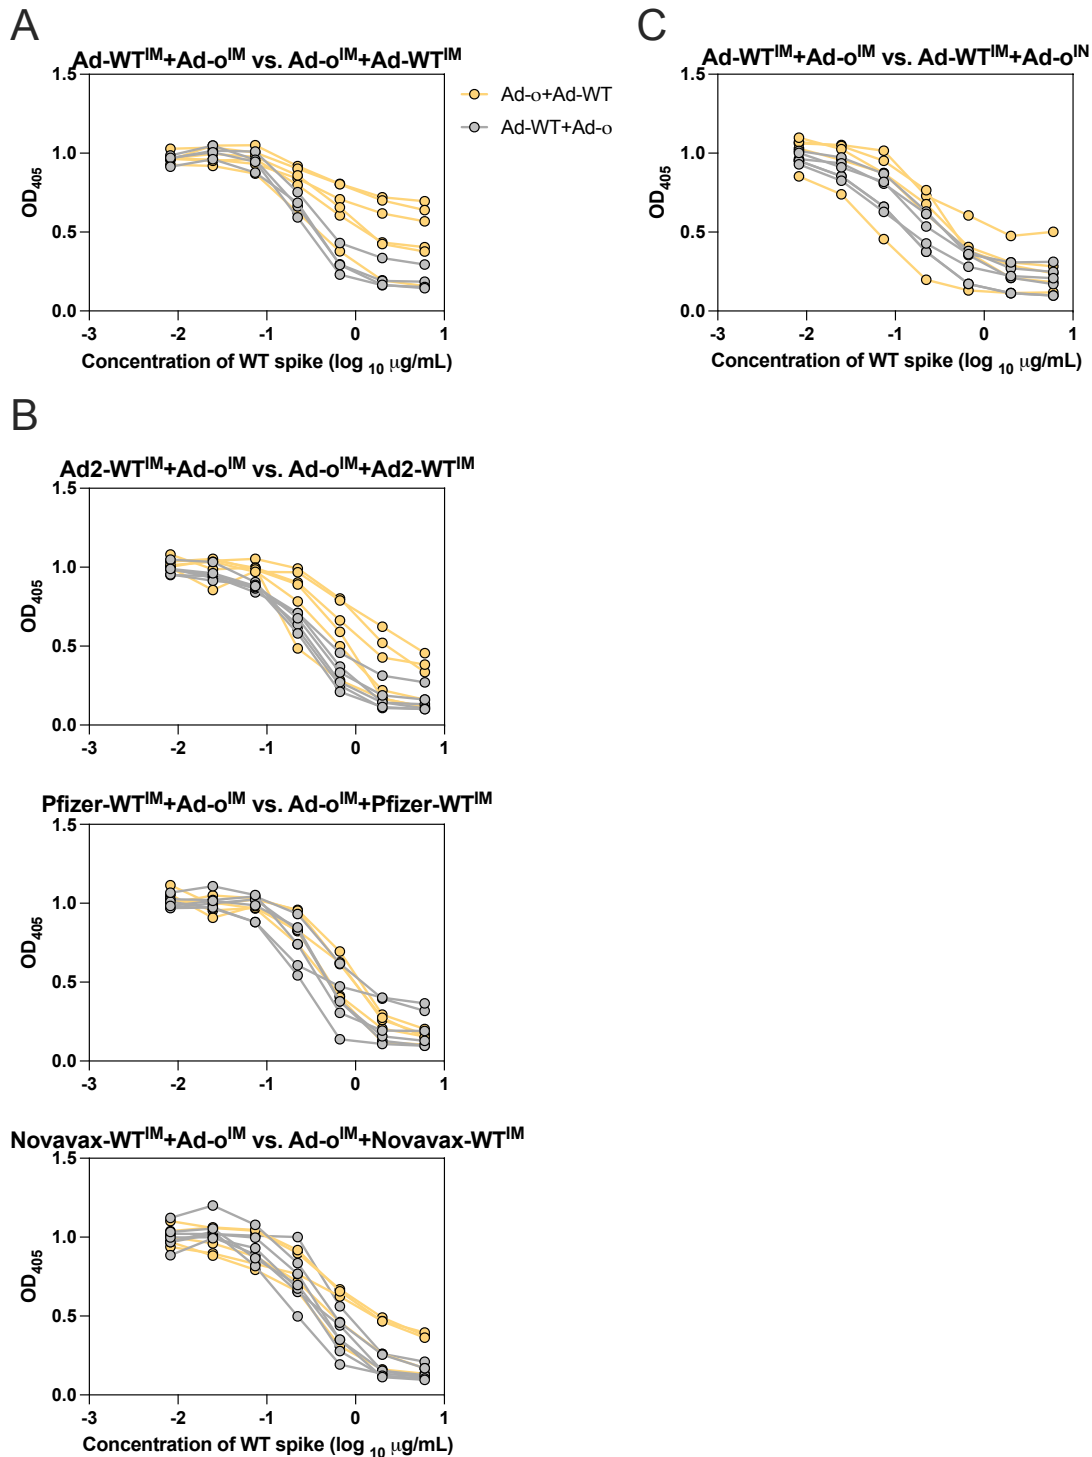 A
Ad-WTIM+Ad-oIM vs. Ad-oIM+Ad-WTIM
1.5
1.0
0.5
0.0
OD405
-3 -2 -1 0 1
Concentration of WT spike (log 10 μg/mL)
Ad-o+Ad-WT
Ad-WT+Ad-o
C
Ad-WTIM+Ad-oIM vs. Ad-WTIM+Ad-oIN
1.5
1.0
0.5
0.0
OD405
-3 -2 -1 0 1
Concentration of WT spike (log 10 μg/mL)
B
Ad2-WTIM+Ad-oIM vs. Ad-oIM+Ad2-WTIM
1.5
1.0
0.5
0.0
OD405
-3 -2 -1 0 1
Pfizer-WTIM+Ad-oIM vs. Ad-oIM+Pfizer-WTIM
1.5
1.0
0.5
0.0
OD405
-3 -2 -1 0 1
Novavax-WTIM+Ad-oIM vs. Ad-oIM+Novavax-WTIM
1.5
1.0
0.5
0.0
OD405
-3 -2 -1 0 1
Concentration of WT spike (log 10 μg/mL)